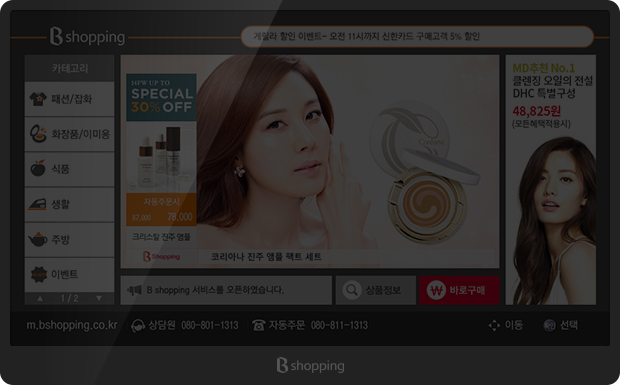 B shopping
게릴라 할인 이벤트~ 오전 11시까지 신한카드 구매고객 5% 할인
카테고리
패션/잡화
화장품/이미용
식품
생활
주방
이벤트
▲ 1 / 2 ▼
MFW UP TO
SPECIAL
30% OFF
자동주문시
87,900 78,000
크리스틸 진주 앰플
B shopping
코리아나 진주 앰플 팩트 세트
MD추천 No.1
클렌징 오일의 전설
DHC 특별구성
48,825원
(모든혜택적용시)
B shopping 서비스를 오픈하였습니다.
상품정보
바로구매
m.bshopping.co.kr 상담원 080-801-1313 자동주문 080-811-1313 이동 선택
B shopping